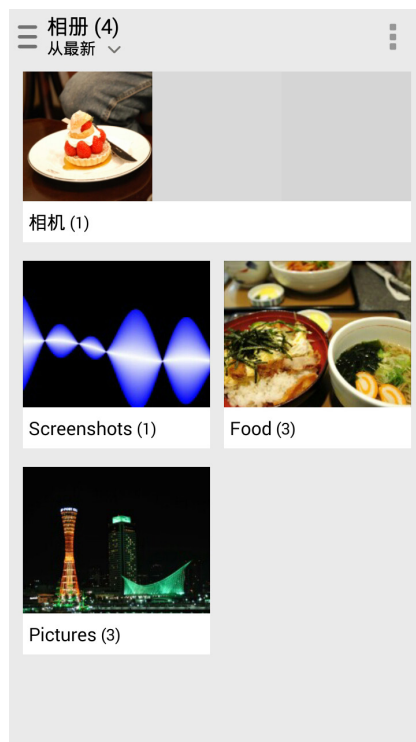 相册 (4)
从最新
相机 (1)
Screenshots (1)
Food (3)
Pictures (3)